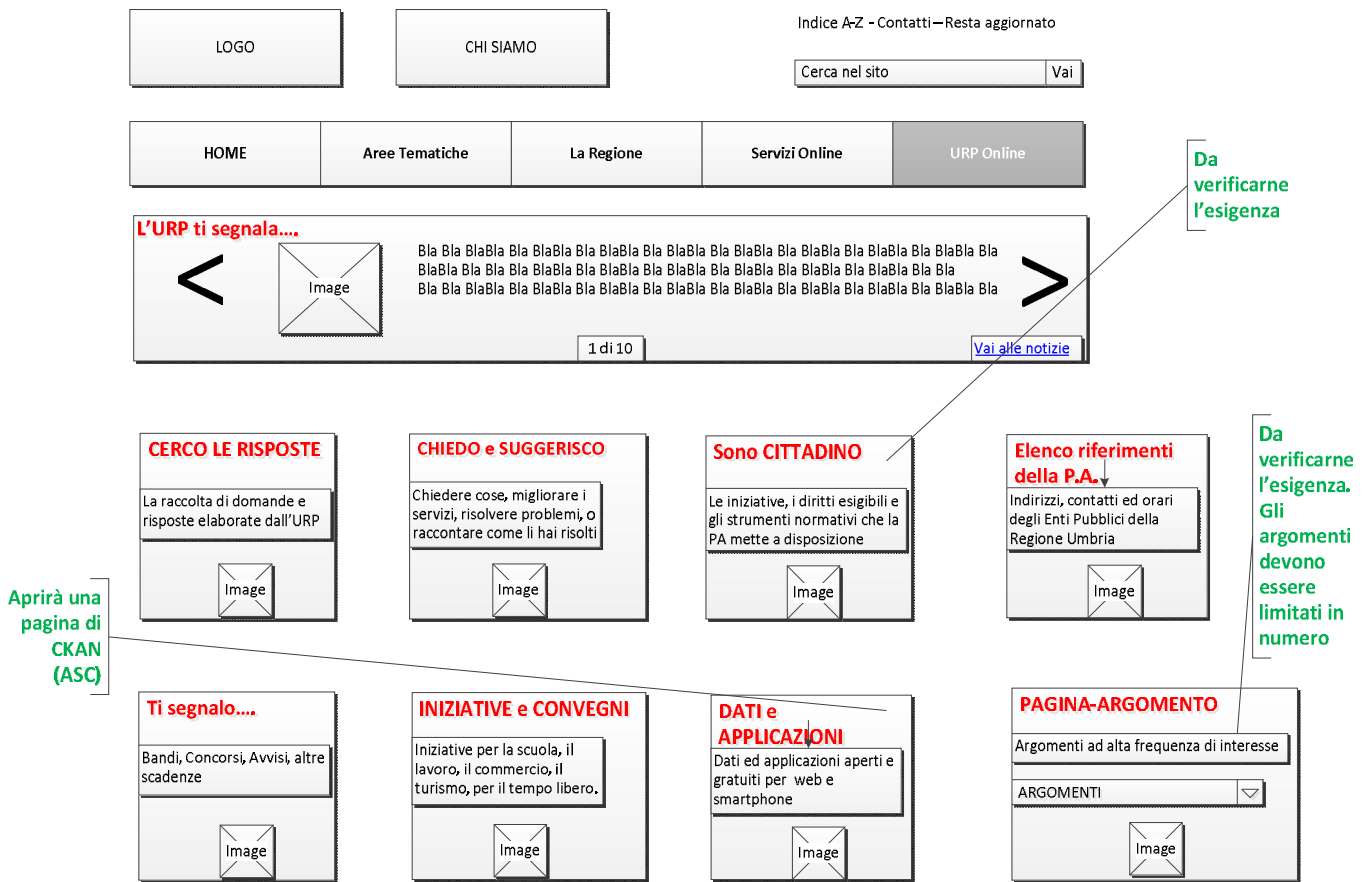 LOGO
CHI SIAMO
Indice A-Z - Contatti – Resta aggiornato
Cerca nel sito
Vai
HOME
Aree Tematiche
La Regione
Servizi Online
URP Online
Da
verificarne
l'esigenza
L'URP ti segnala....
<
Image
Bla Bla BlaBla Bla BlaBla Bla BlaBla Bla BlaBla Bla BlaBla Bla BlaBla Bla BlaBla Bla BlaBla Bla
BlaBla Bla Bla BlaBla Bla BlaBla Bla BlaBla Bla BlaBla Bla BlaBla Bla BlaBla Bla Bla
Bla Bla BlaBla Bla BlaBla Bla BlaBla Bla BlaBla Bla BlaBla Bla BlaBla Bla BlaBla Bla BlaBla Bla
>
1 di 10
Vai alle notizie
CERCO LE RISPOSTE
La raccolta di domande e
risposte elaborate dall'URP
Image
CHIEDO e SUGGERISCO
Chiedere cose, migliorare i
servizi, risolvere problemi, o
raccontare come li hai risolti
Image
Sono CITTADINO
Le iniziative, i diritti esigibili e
gli strumenti normativi che la
PA mette a disposizione
Image
Elenco riferimenti
della P.A.
Indirizzi, contatti ed orari
degli Enti Pubblici della
Regione Umbria
Image
Da
verificarne
l'esigenza.
Gli
argomenti
devono
essere
limitati in
numero
Aprirà una
pagina di
CKAN
(ASC)
Ti segnalo....
Bandi, Concorsi, Avvisi, altre
scadenze
Image
INIZIATIVE e CONVEGNI
Iniziative per la scuola, il
lavoro, il commercio, il
turismo, per il tempo libero.
Image
DATI e
APPLICAZIONI
Dati ed applicazioni aperti e
gratuiti per web e
smartphone
Image
PAGINA-ARGOMENTO
Argomenti ad alta frequenza di interesse
ARGOMENTI
Image